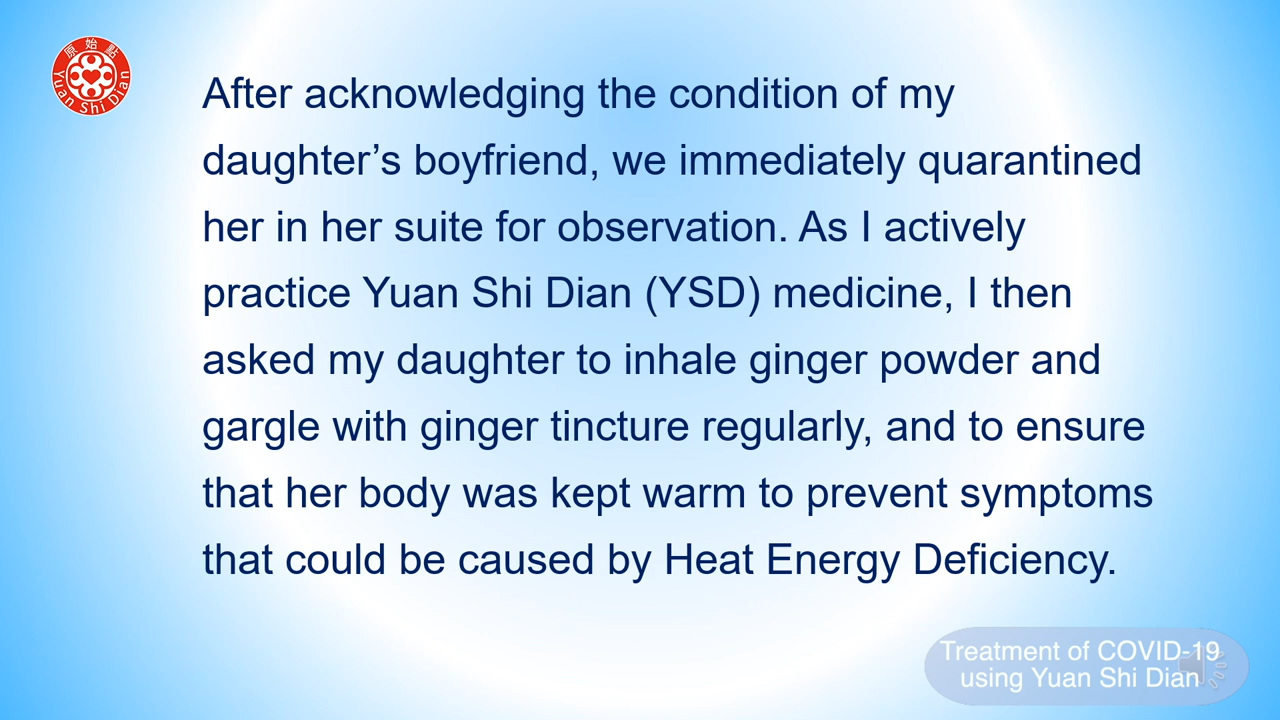 原始點
Yuan Shi Dian
After acknowledging the condition of my
daughter’s boyfriend, we immediately quarantined
her in her suite for observation. As I actively
practice Yuan Shi Dian (YSD) medicine, I then
asked my daughter to inhale ginger powder and
gargle with ginger tincture regularly, and to ensure
that her body was kept warm to prevent symptoms
that could be caused by Heat Energy Deficiency.
Treatment of COVID-19
using Yuan Shi Dian